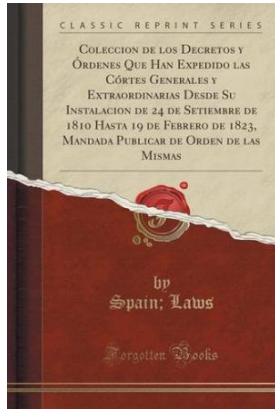 CLASSIC REPRINT SERIES
COLECCION DE LOS DECRETOS Y
ÓRDENES QUE HAN EXPEDIDO LAS
CÓRTES GENERALES Y
EXTRAORDINARIAS DESDE SU
INSTALACION DE 24 DE SETIEMBRE DE
1810 HASTA 19 DE FEBRERO DE 1823,
MANDADA PUBLICAR DE ORDEN DE LAS
MISMAS
by
Spain; Laws
Forgotten Books